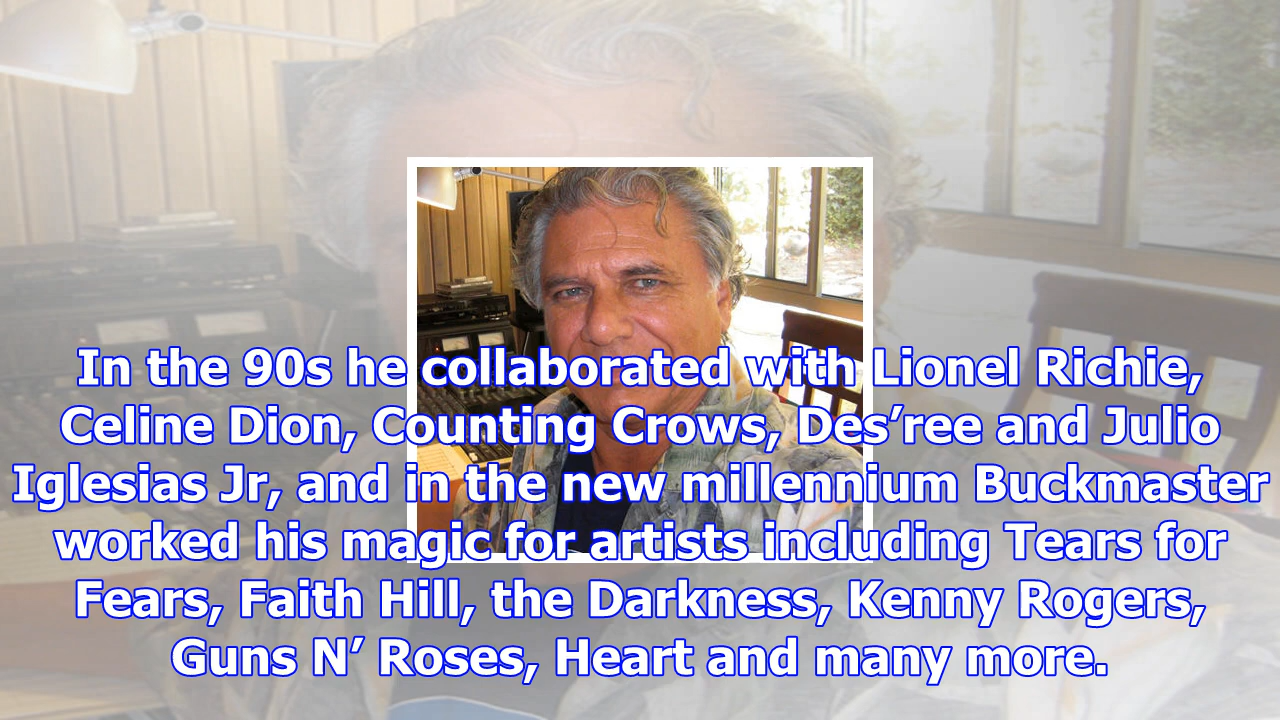 In the 90s he collaborated with Lionel Richie,
Celine Dion, Counting Crows, Des’ree and Julio
Iglesias Jr, and in the new millennium Buckmaster
worked his magic for artists including Tears for
Fears, Faith Hill, the Darkness, Kenny Rogers,
Guns N’ Roses, Heart and many more.